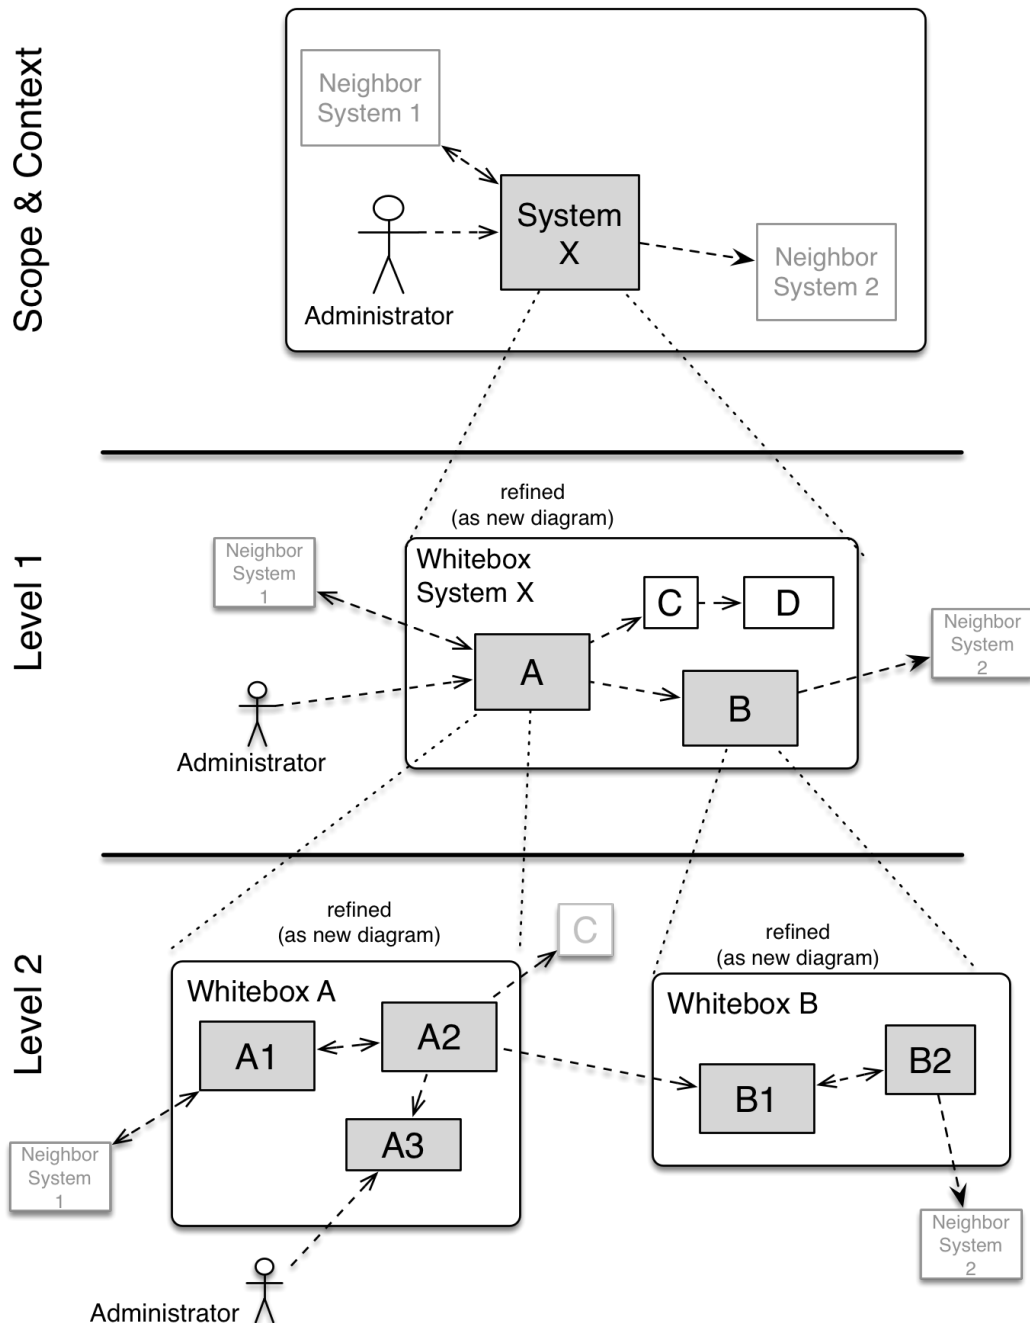 Scope & Context
Neighbor
System 1
System
X
Neighbor
System 2
Administrator
Level 1
refined
(as new diagram)
Neighbor
System
1
Whitebox
System X
C
D
A
B
Neighbor
System
2
Administrator
Level 2
refined
(as new diagram)
C
refined
(as new diagram)
Whitebox A
A1
A2
A3
Whitebox B
B1
B2
Neighbor
System
1
Neighbor
System
2
Administrator